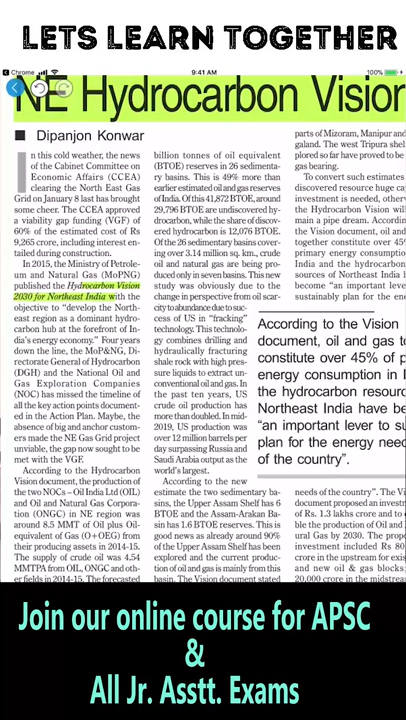 LETS LEARN TOGETHER
Chrome 9:41 AM 100%
NE Hydrocarbon Vision
Dipanjon Konwar
In this cold weather, the news
of the Cabinet Committee on
Economic Affairs (CCEA)
clearing the North East Gas
Grid on January 8 last has brought
some cheer. The CCEA approved
a viability gap funding (VGF) of
60% of the estimated cost of Rs
9,265 crore, including interest en-
tailed during construction.
In 2015, the Ministry of Petrole-
um and Natural Gas (MoPNG)
published the Hydrocarbon Vision
2030 for Northeast India with the
objective to “develop the North-
east region as a dominant hydro-
carbon hub at the forefront of In-
dia's energy economy.” Four years
down the line, the MoP&NG, Di-
rectorate General of Hydrocarbon
(DGH) and the National Oil and
Gas Exploration Companies
(NOC) has missed the timeline of
all the key action points document-
ed in the Action Plan. Maybe, the
absence of big and anchor custom-
ers made the NE Gas Grid project
unviable, the gap now sought to be
met with the VGF.
According to the Hydrocarbon
Vision document, the production of
the two NOCs – Oil India Ltd (OIL)
and Oil and Natural Gas Corpora-
tion (ONGC) in NE region was
around 8.5 MMT of Oil plus Oil-
equivalent of Gas (O+OEG) from
their producing assets in 2014-15.
The supply of crude oil was 4.54
MMTPA from OIL, ONGC and oth-
er fields in 2014-15. The forecasted
billion tonnes of oil equivalent
(BTOE) reserves in 26 sedimenta-
ry basins. This is 49% more than
earlier estimated oil and gas reserves
of India. Of this 41,872 BTOE, around
29,796 BTOE are undiscovered hy-
drocarbon, while the share of discov-
ered hydrocarbon is 12,076 BTOE.
Of the 26 sedimentary basins cover-
ing over 3.14 million sq. km., crude
oil and natural gas are being pro-
duced only in seven basins. This new
study was obviously due to the
change in perspective from oil scar-
city to abundance due to suc-
cess of US in “fracking”
technology. This technolo-
gy combines drilling and
hydraulically fracturing
shale rock with high pres-
sure liquids to extract un-
conventional oil and gas. In
the past ten years, US
crude oil production has
more than doubled. In mid-
2019, US production was
over 12 million barrels per
day surpassing Russia and
Saudi Arabia output as the
world's largest.
According to the new
estimate the two sedimentary ba-
sins, the Upper Assam Shelf has 6
BTOE and the Assam-Arakan Ba-
sin has 1.6 BTOE reserves. This is
good news as already around 90%
of the Upper Assam Shelf has been
explored and the current produc-
tion of oil and gas is mainly from this
basin. The Vision document stated
parts of Mizoram, Manipur and
galand. The west Tripura shel
plored so far have proved to be
gas bearing.
To convert such estimates
discovered resource huge ca
investment is needed, other
the Hydrocarbon Vision will
main a pipe dream. Accordin
the Vision document, oil and
together constitute over 45%
primary energy consumptio
India and the hydrocarbon
sources of Northeast India h
become “an important lever
sustainably plan for the ene
According to the Vision
document, oil and gas to
constitute over 45% of p
energy consumption in I
the hydrocarbon resourc
Northeast India have be
“an important lever to su
plan for the energy need
of the country”.
needs of the country”. The Vi
document proposed an invest
of Rs. 1.3 lakhs crore and to
ble the production of Oil and
ural Gas by 2030. The propo
investment included Rs 80,
crore in the upstream for exis
and new oil & gas blocks;
20,000 crore in the midstrea
Join our online course for APSC
&
All Jr. Asstt. Exams